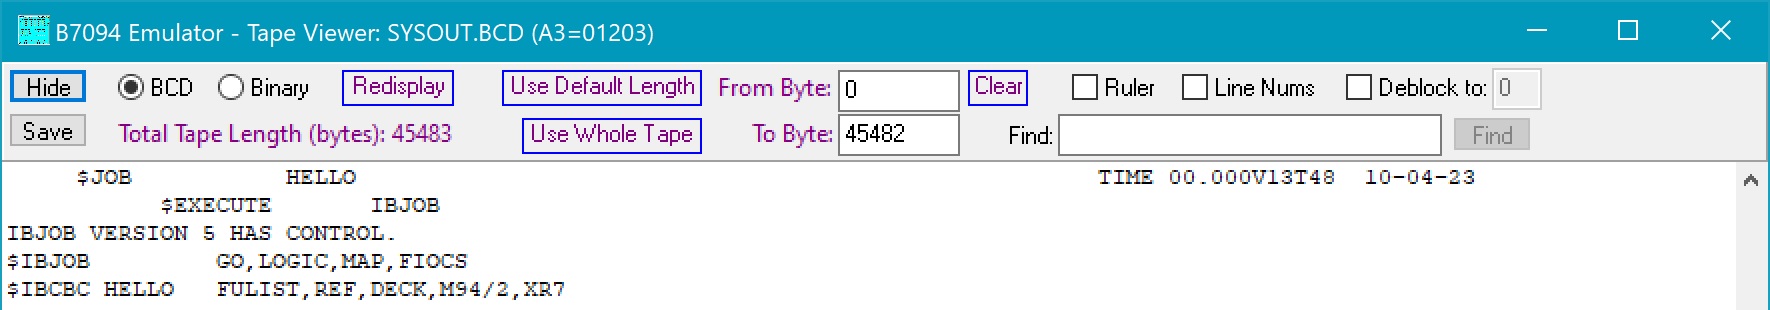 B7094 Emulator - Tape Viewer: SYSOUT.BCD (A3=01203)
Hide BCD Binary Redisplay Use Default Length From Byte: 0 Clear Ruler Line Nums Deblock to: 0
Save Total Tape Length (bytes): 45483 Use Whole Tape To Byte: 45482 Find: Find
$JOB HELLO TIME 00.000V13T48 10-04-23
$EXECUTE IBJOB
IBJOB VERSION 5 HAS CONTROL.
$IBJOB GO,LOGIC,MAP,FIOCS
$IBCBC HELLO FULIST,REF,DECK,M94/2,XR7